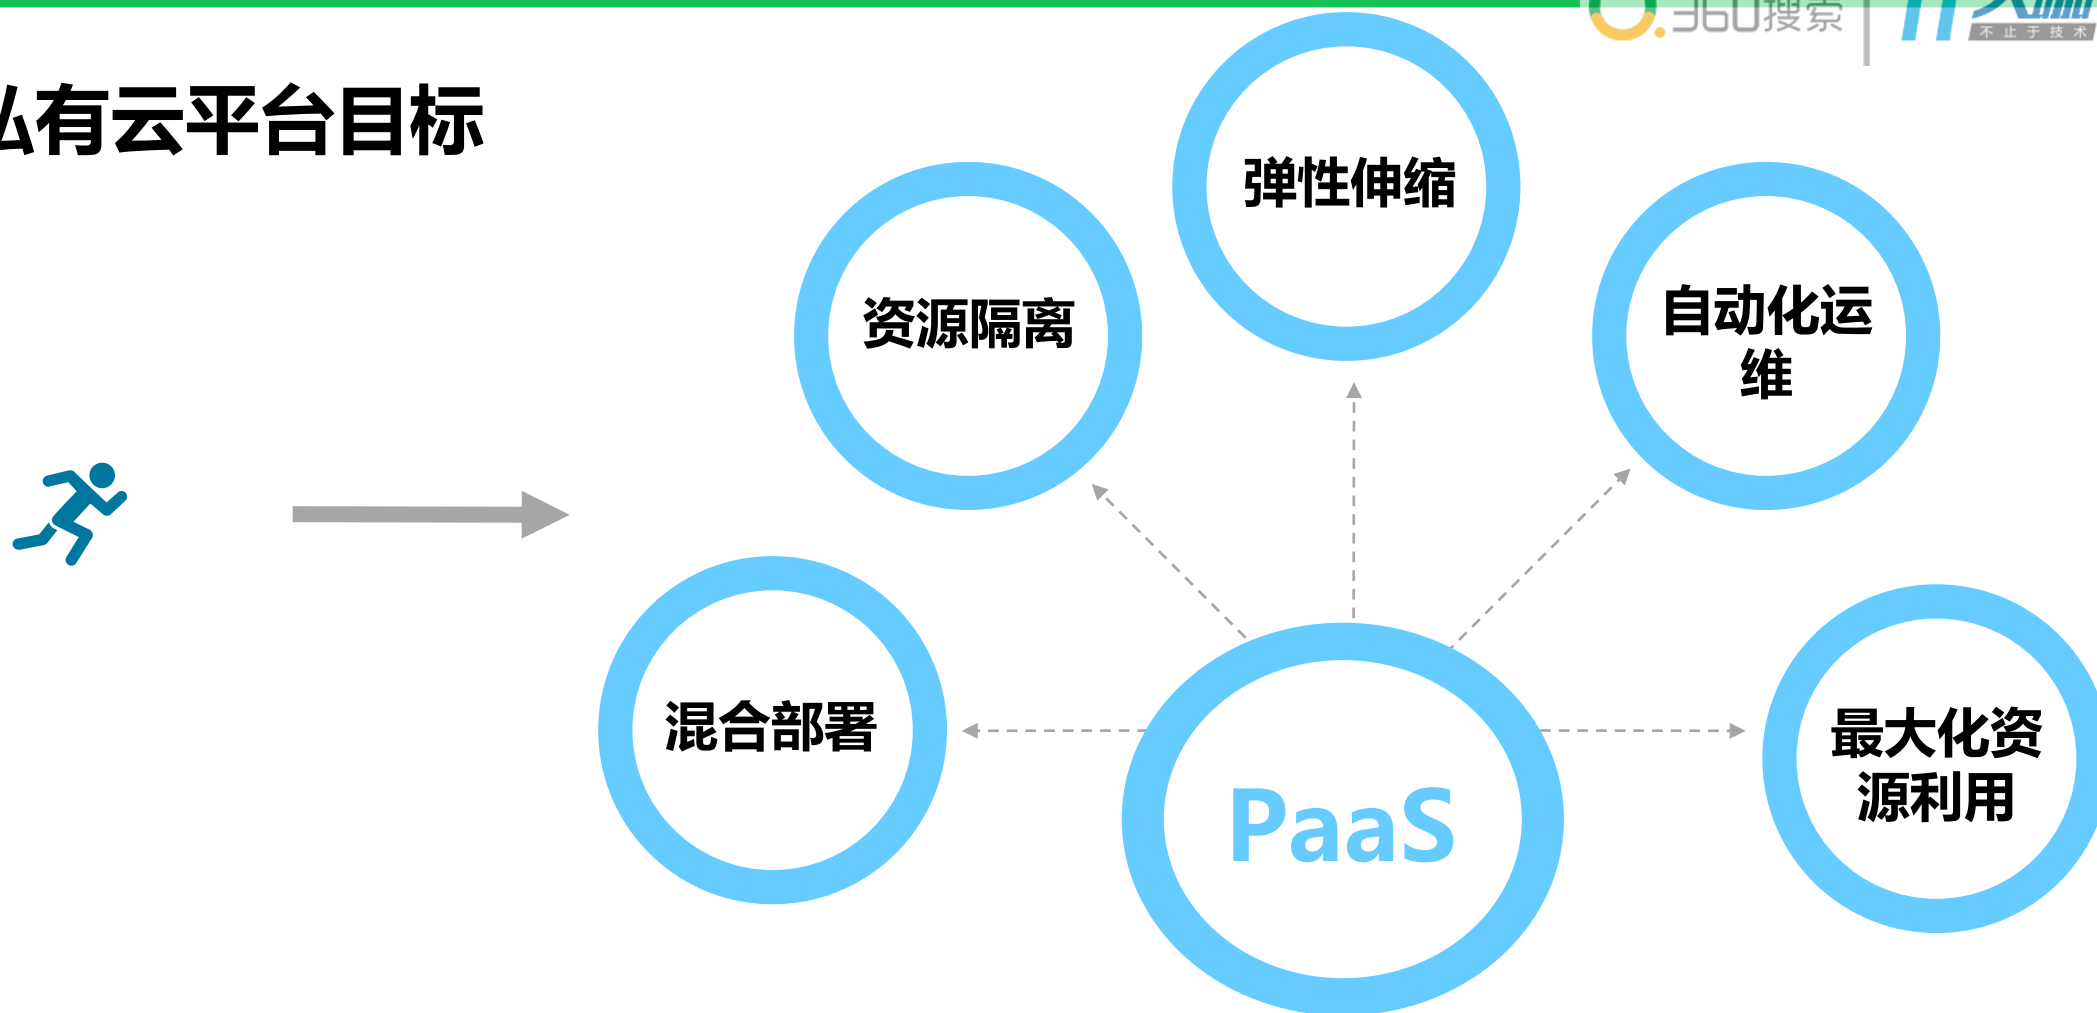 360搜索
不止于技术
私有云平台目标
弹性伸缩
资源隔离
自动化运
维
混合部署
最大化资
源利用
PaaS